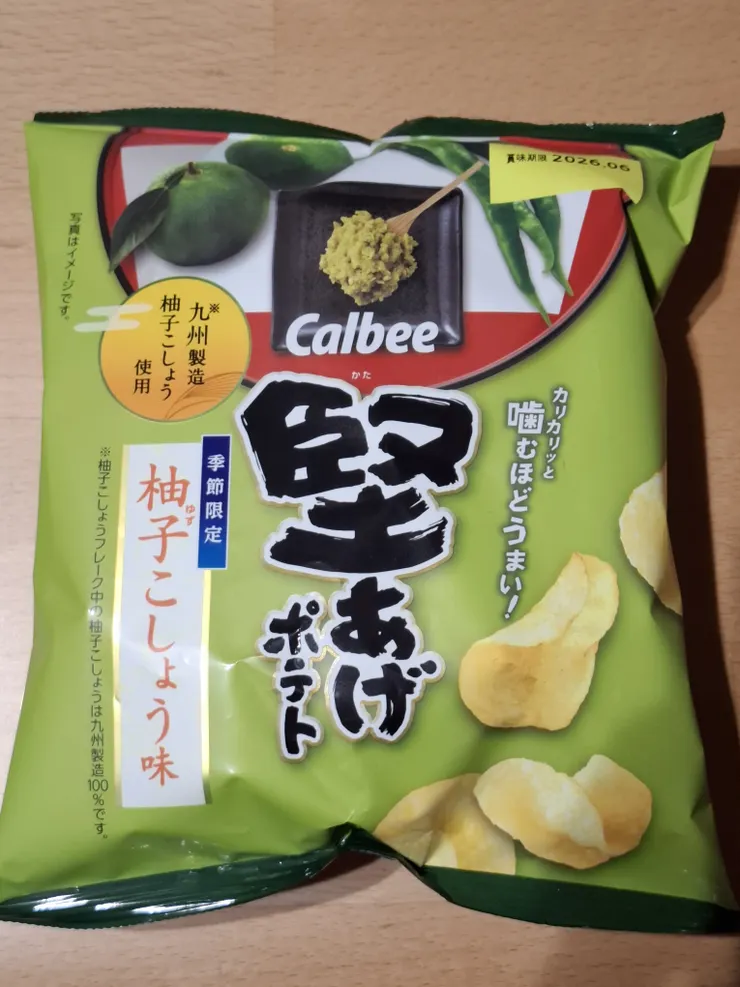 賞味期限 2026.06
写真はイメージです。
Calbee
※
九州製造
柚子こしょう
使用
かた
堅あげ
ポテト
カリカリッと
噛むほどうまい!
季節限定
柚子こしょう味
ゆず
※柚子こしょうフレーク中の柚子こしょうは九州製造100%です。